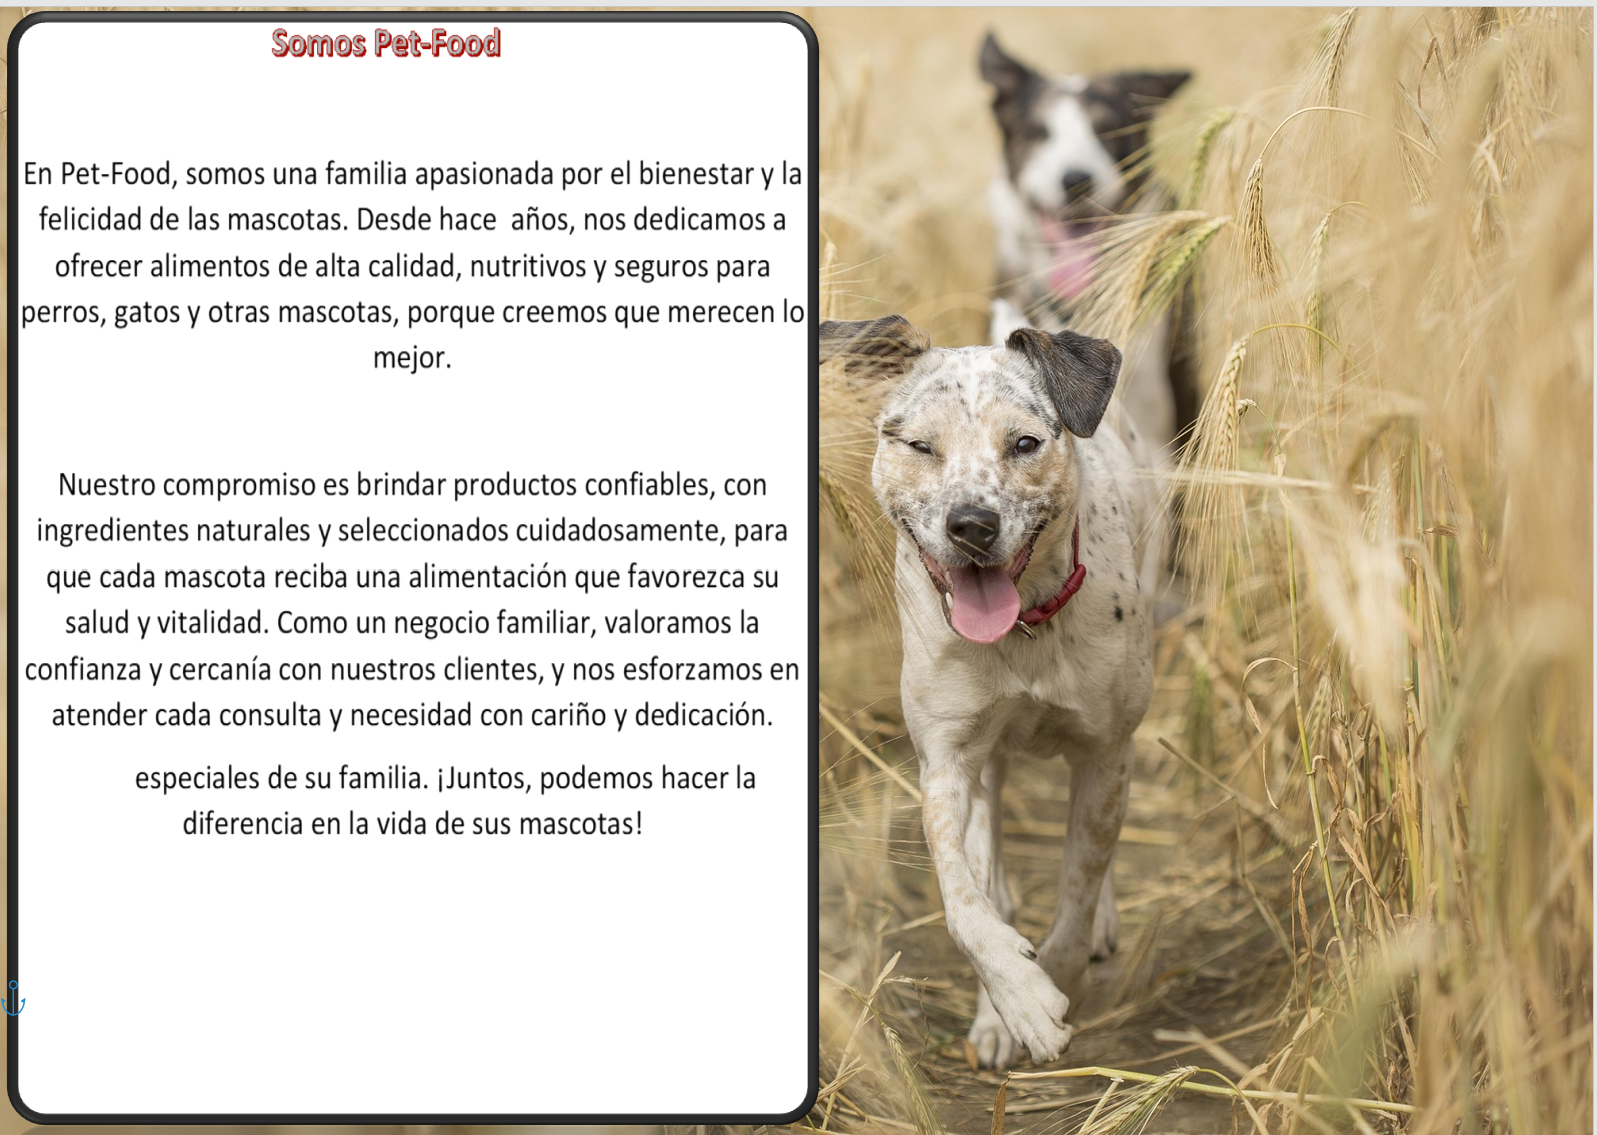 Somos Pet-Food
En Pet-Food, somos una familia apasionada por el bienestar y la
felicidad de las mascotas. Desde hace  años, nos dedicamos a
ofrecer alimentos de alta calidad, nutritivos y seguros para
perros, gatos y otras mascotas, porque creemos que merecen lo
mejor.
Nuestro compromiso es brindar productos confiables, con
ingredientes naturales y seleccionados cuidadosamente, para
que cada mascota reciba una alimentación que favorezca su
salud y vitalidad. Como un negocio familiar, valoramos la
confianza y cercanía con nuestros clientes, y nos esforzamos en
atender cada consulta y necesidad con cariño y dedicación.
especiales de su familia. ¡Juntos, podemos hacer la
diferencia en la vida de sus mascotas!